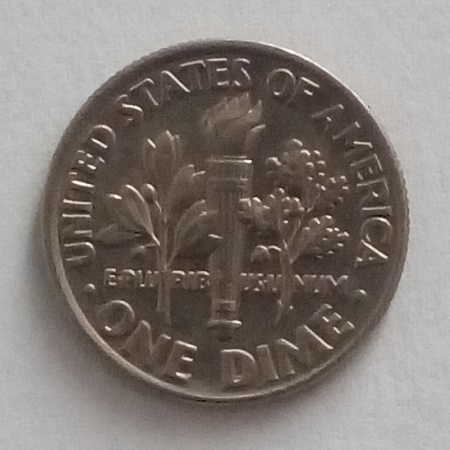 UNITED STATES OF AMERICA
E·PLURIBUS·UNUM
· ONE DIME ·